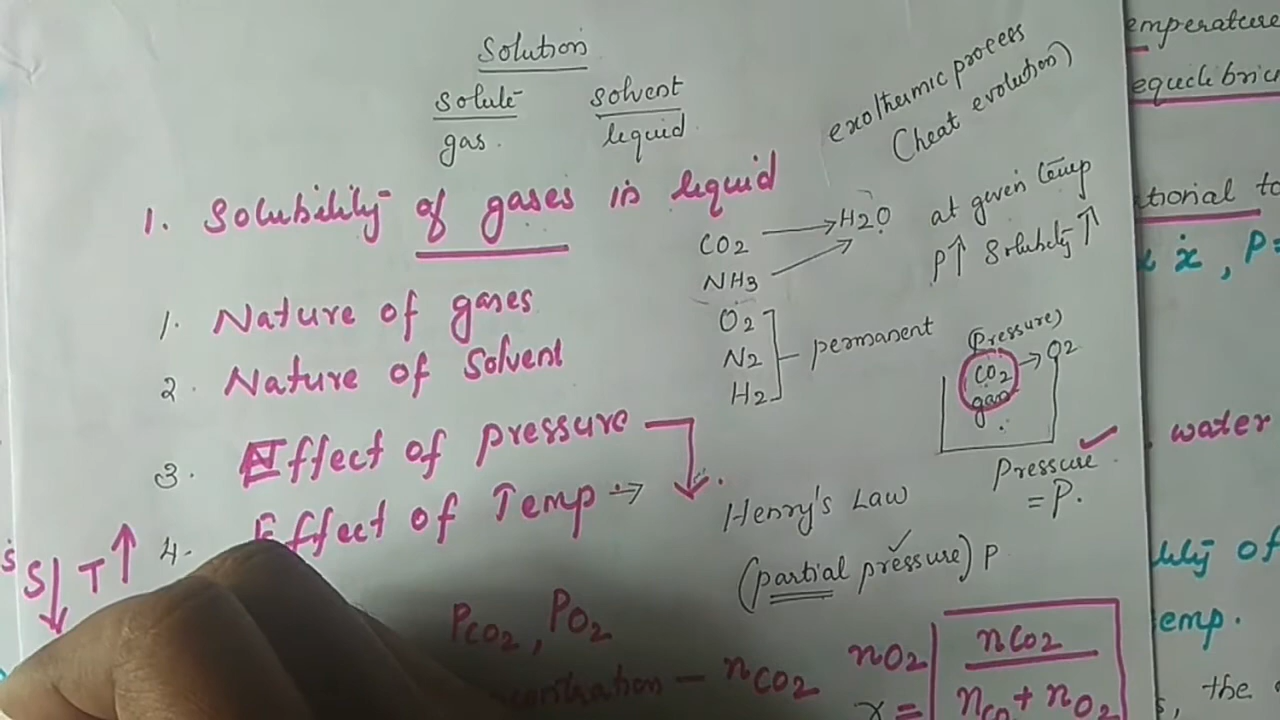 Solution
Solute Solvent
gas. liquid
exothermic process
(heat evolution)
1. Solubility of gases in liquid
CO2 → H2O
NH3
at given temp
P↑ Solubility ↑
1. Nature of gases
2. Nature of Solvent
3. Effect of pressure
4. Effect of Temp →
O2
N2
H2
permanent
(Pressure)
CO2 → O2
gas
Pressure
= P.
Henry's Law
(partial pressure) p
S↓ T↑
PCO2, PO2
nCO2 nO2
x = nCO2
nCO2 + nO2
emperature
equilibriu
tional to
x, P=
water
of
emp.
the